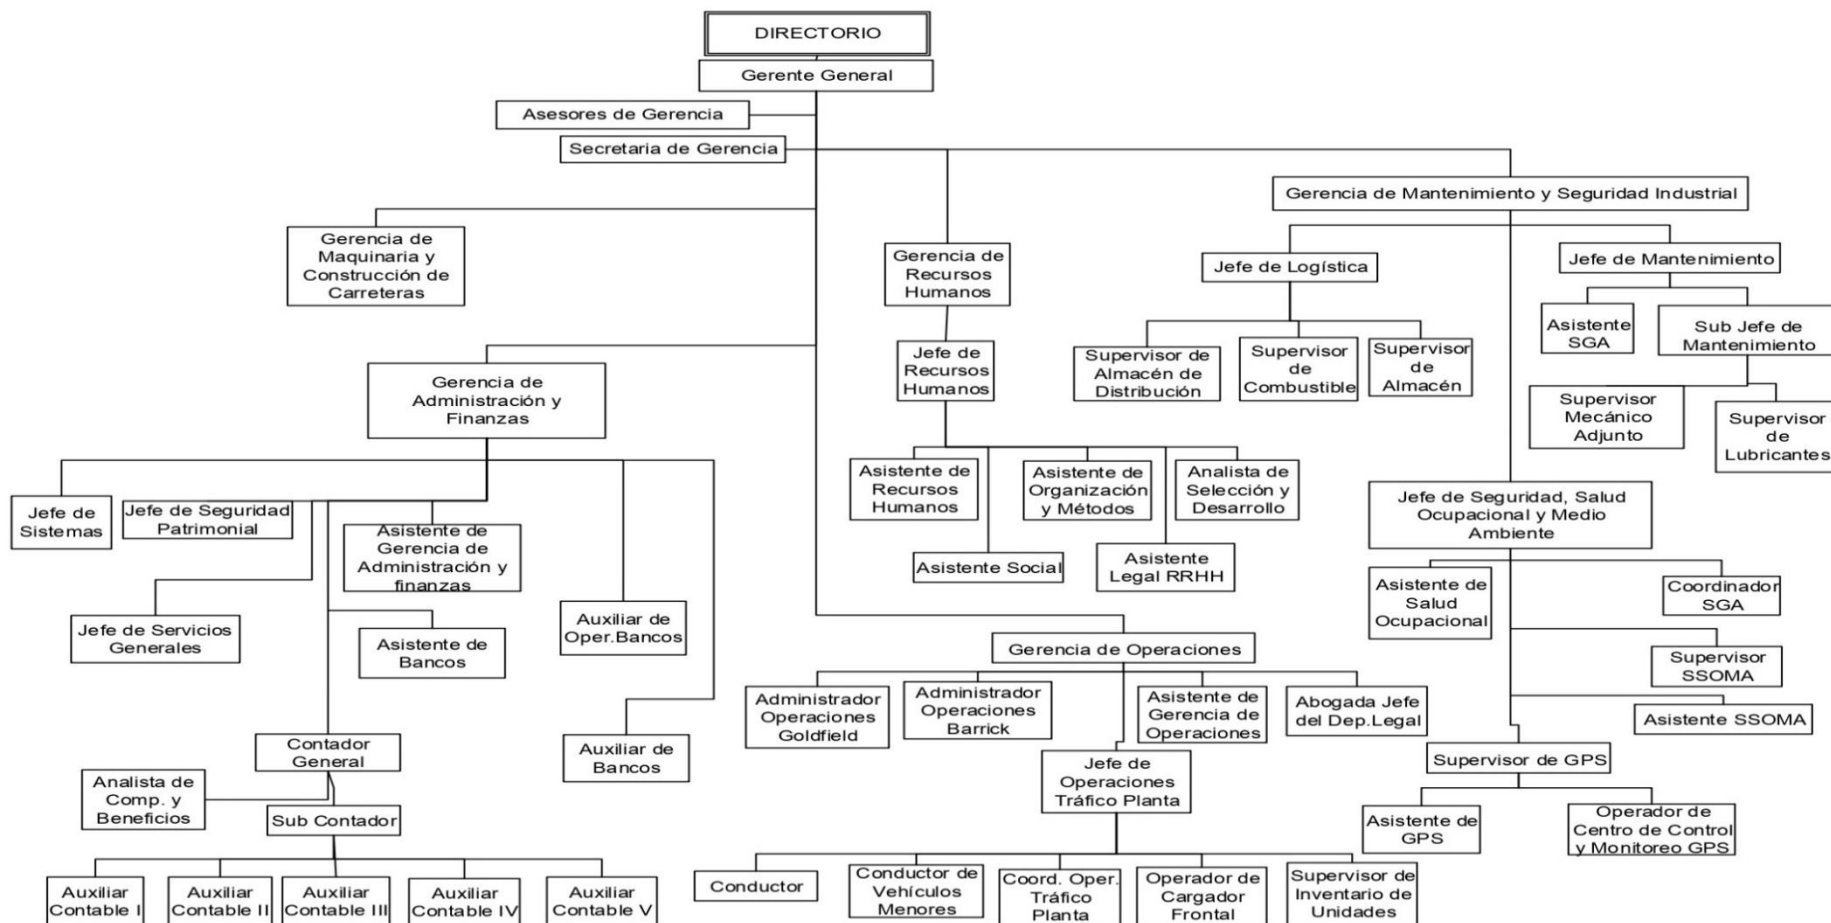 DIRECTORIO
Gerente General
Asesores de Gerencia
Secretaria de Gerencia
Gerencia de Mantenimiento y Seguridad Industrial
Gerencia de
Maquinaria y
Construcción de
Carreteras
Gerencia de
Recursos
Humanos
Jefe de Logística
Jefe de Mantenimiento
Asistente
SGA
Sub Jefe de
Mantenimiento
Jefe de
Recursos
Humanos
Supervisor de
Almacén de
Distribución
Supervisor
de
Combustible
Supervisor
de
Almacén
Gerencia de
Administración y
Finanzas
Supervisor
Mecánico
Adjunto
Supervisor
de
Lubricantes
Asistente de
Recursos
Humanos
Asistente de
Organización
y Métodos
Analista de
Selección y
Desarrollo
Jefe de
Sistemas
Jefe de Seguridad
Patrimonial
Asistente de
Gerencia de
Administración y
finanzas
Jefe de Seguridad, Salud
Ocupacional y Medio
Ambiente
Asistente Social
Asistente
Legal RRHH
Asistente de
Salud
Ocupacional
Coordinador
SGA
Jefe de Servicios
Generales
Asistente de
Bancos
Auxiliar de
Oper.Bancos
Gerencia de Operaciones
Supervisor
SSOMA
Administrador
Operaciones
Goldfield
Administrador
Operaciones
Barrick
Asistente de
Gerencia de
Operaciones
Abogada Jefe
del Dep.Legal
Asistente SSOMA
Contador
General
Auxiliar de
Bancos
Jefe de
Operaciones
Tráfico Planta
Supervisor de GPS
Analista de
Comp. y
Beneficios
Sub Contador
Asistente de
GPS
Operador de
Centro de Control
y Monitoreo GPS
Auxiliar
Contable I
Auxiliar
Contable II
Auxiliar
Contable III
Auxiliar
Contable IV
Auxiliar
Contable V
Conductor
Conductor de
Vehículos
Menores
Coord. Oper.
Tráfico
Planta
Operador de
Cargador
Frontal
Supervisor de
Inventario de
Unidades